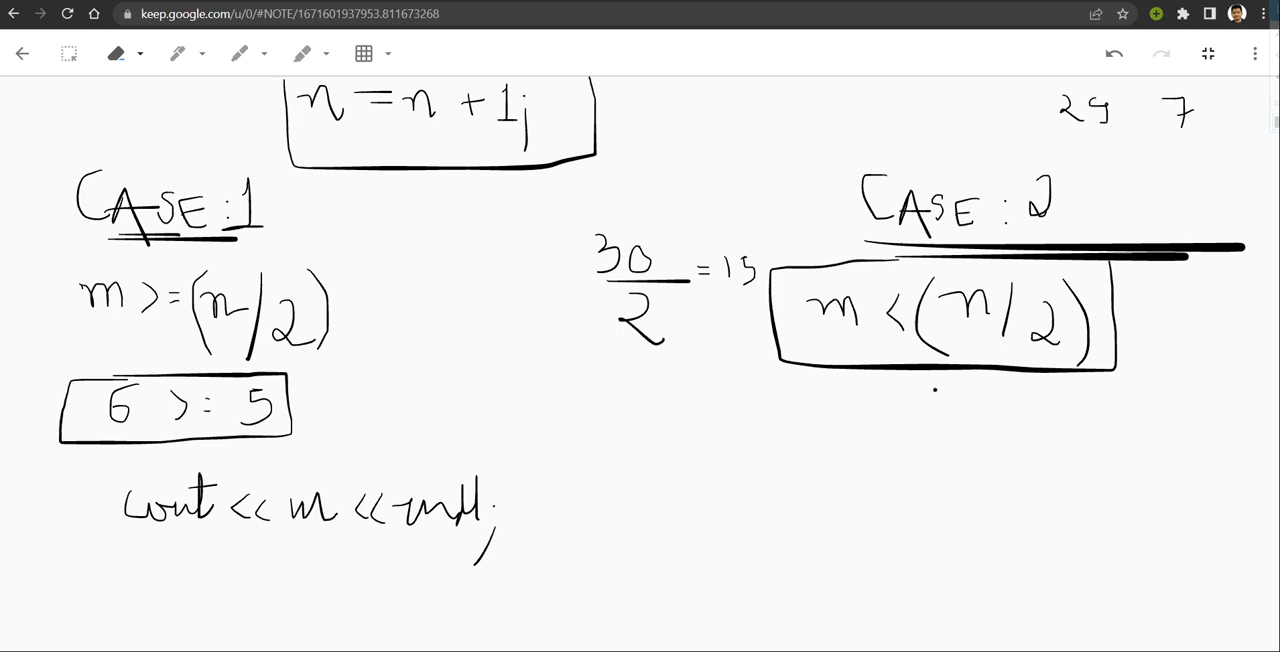 keep.google.com/u/0/#NOTE/1671601937953.811673268
n = n + 1;
29 7
CASE : 1
CASE : 2
m >= (n/2)
30/2 = 15
m < (n/2)
6 >= 5
cout << m << endl;